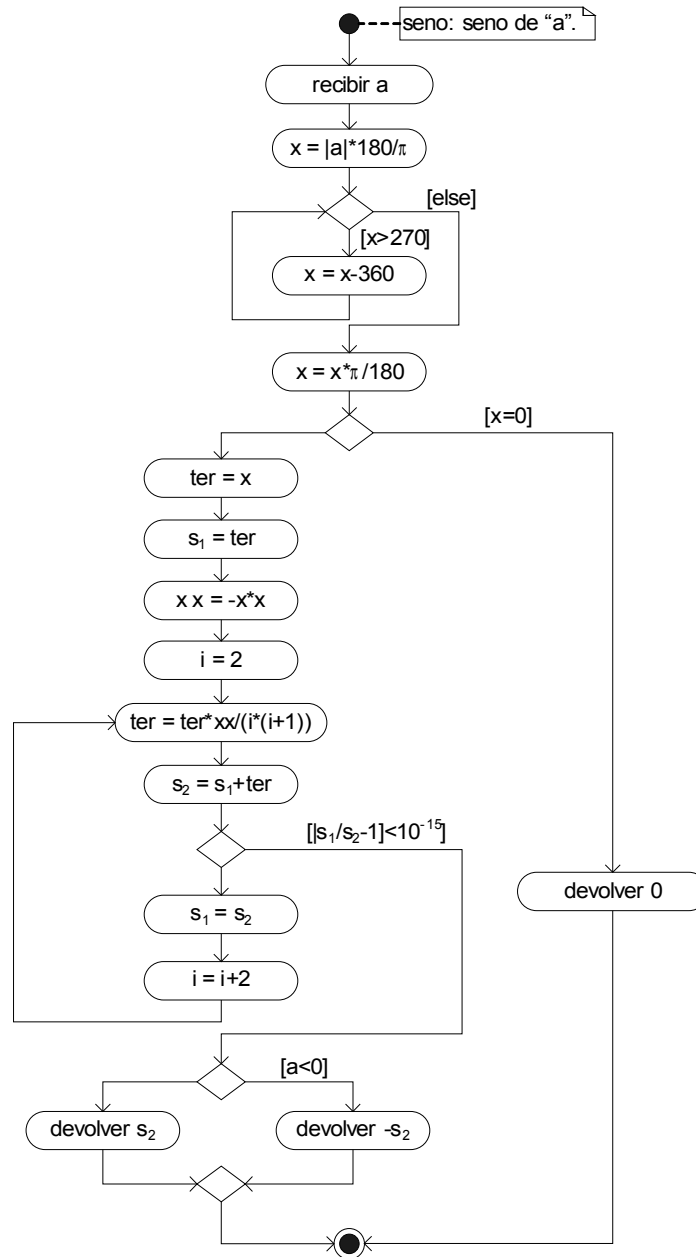 seno: seno de “a”.
recibir a
x = |a|*180/π
[else]
[x>270]
x = x-360
x = x*π/180
[x=0]
ter = x
s₁ = ter
x x = -x*x
i = 2
ter = ter*xx/(i*(i+1))
s₂ = s₁+ter
[|s₁/s₂-1]<10⁻¹⁵]
s₁ = s₂
devolver 0
i = i+2
[a<0]
devolver s₂
devolver -s₂